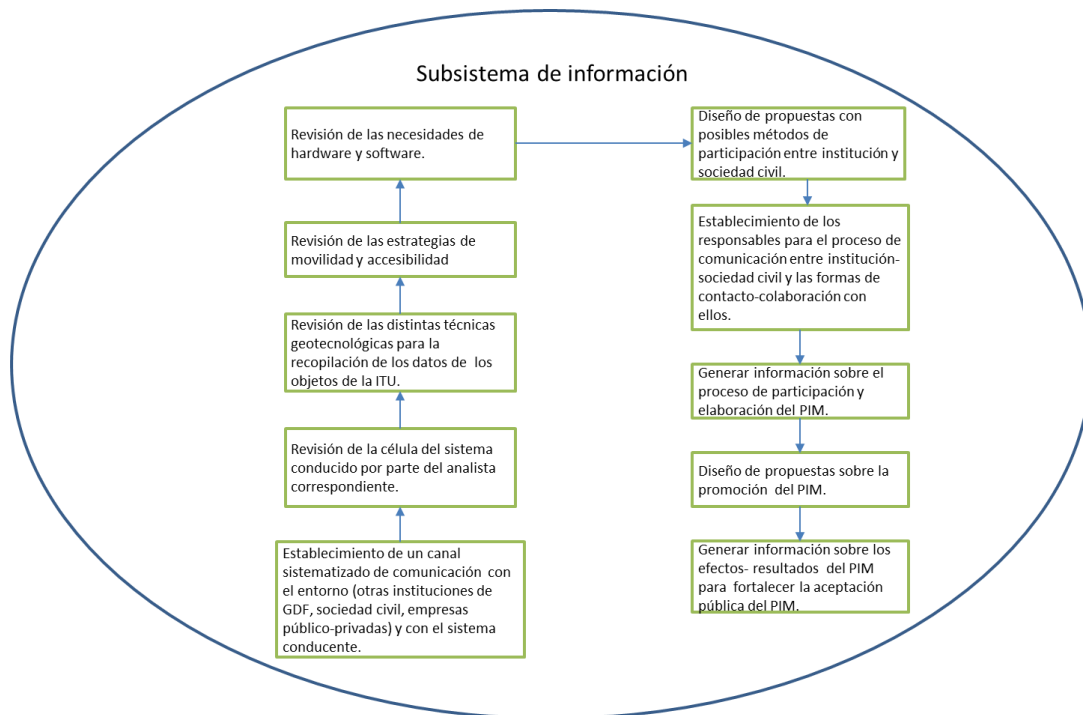 Subsistema de información
Revisión de las necesidades de
hardware y software.
Revisión de las estrategias de
movilidad y accesibilidad
Revisión de las distintas técnicas
geotecnológicas para la
recopilación de los datos de los
objetos de la ITU.
Revisión de la célula del sistema
conducido por parte del analista
correspondiente.
Establecimiento de un canal
sistematizado de comunicación con
el entorno (otras instituciones de
GDF, sociedad civil, empresas
público-privadas) y con el sistema
conducente.
Diseño de propuestas con
posibles métodos de
participación entre institución y
sociedad civil.
Establecimiento de los
responsables para el proceso de
comunicación entre institución-
sociedad civil y las formas de
contacto-colaboración con
ellos.
Generar información sobre el
proceso de participación y
elaboración del PIM.
Diseño de propuestas sobre la
promoción del PIM.
Generar información sobre los
efectos- resultados del PIM
para fortalecer la aceptación
pública del PIM.